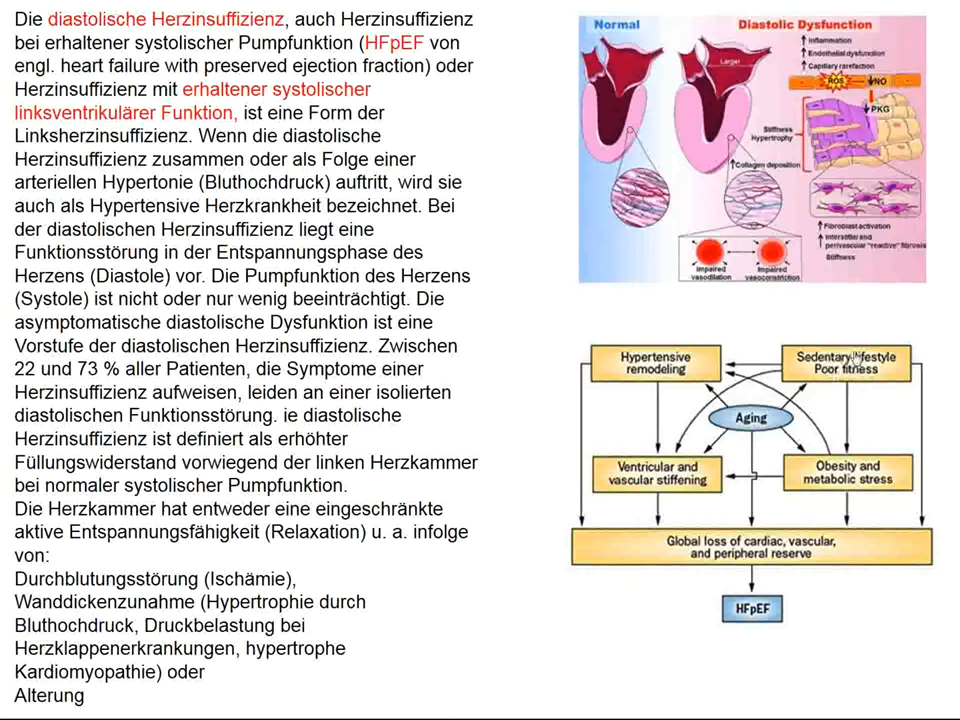 Die diastolische Herzinsuffizienz, auch Herzinsuffizienz
bei erhaltener systolischer Pumpfunktion (HFpEF von
engl. heart failure with preserved ejection fraction) oder
Herzinsuffizienz mit erhaltener systolischer
linksventrikulärer Funktion, ist eine Form der
Linksherzinsuffizienz. Wenn die diastolische
Herzinsuffizienz zusammen oder als Folge einer
arteriellen Hypertonie (Bluthochdruck) auftritt, wird sie
auch als Hypertensive Herzkrankheit bezeichnet. Bei
der diastolischen Herzinsuffizienz liegt eine
Funktionsstörung in der Entspannungsphase des
Herzens (Diastole) vor. Die Pumpfunktion des Herzens
(Systole) ist nicht oder nur wenig beeinträchtigt. Die
asymptomatische diastolische Dysfunktion ist eine
Vorstufe der diastolischen Herzinsuffizienz. Zwischen
22 und 73 % aller Patienten, die Symptome einer
Herzinsuffizienz aufweisen, leiden an einer isolierten
diastolischen Funktionsstörung. ie diastolische
Herzinsuffizienz ist definiert als erhöhter
Füllungswiderstand vorwiegend der linken Herzkammer
bei normaler systolischer Pumpfunktion.
Die Herzkammer hat entweder eine eingeschränkte
aktive Entspannungsfähigkeit (Relaxation) u. a. infolge
von:
Durchblutungsstörung (Ischämie),
Wanddickenzunahme (Hypertrophie durch
Bluthochdruck, Druckbelastung bei
Herzklappenerkrankungen, hypertrophe
Kardiomyopathie) oder
Alterung
Normal
Diastolic Dysfunction
↑ Inflammation
↑ Endothelial dysfunction
↑ Capillary rarefaction
Larger
ROS
↓NO
↓PKG
Stiffness
Hypertrophy
↑Collagen deposition
↑Fibroblast activation
↑ Interstitial and
perivascular "reactive" fibrosis
Stiffness
Impaired
vasodilation
Impaired
vasoconstriction
Hypertensive
remodeling
Sedentary lifestyle
Poor fitness
Aging
Ventricular and
vascular stiffening
Obesity and
metabolic stress
Global loss of cardiac, vascular,
and peripheral reserve
HFpEF